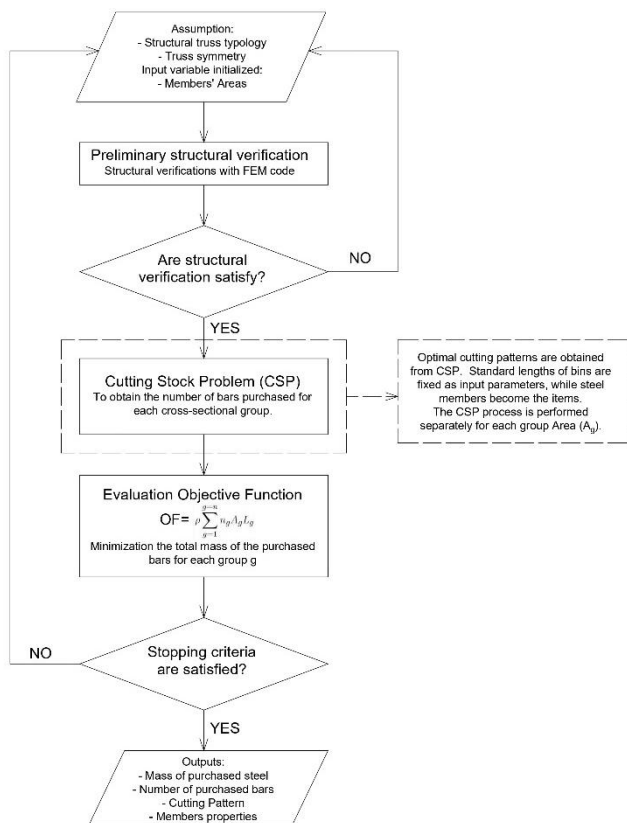 Assumption:
- Structural truss typology
- Truss symmetry
Input variable initialized:
- Members' Areas
Preliminary structural verification
Structural verifications with FEM code
Are structural
verification satisfy?
NO
YES
Cutting Stock Problem (CSP)
To obtain the number of bars purchased for
each cross-sectional group.
Optimal cutting patterns are obtained
from CSP. Standard lengths of bins are
fixed as input parameters, while steel
members become the items.
The CSP process is performed
separately for each group Area (A_g).
Evaluation Objective Function
OF= ρ∑_{g=1}^{g=n} n_g A_g L_g
Minimization the total mass of the purchased
bars for each group g
NO
Stopping criteria
are satisfied?
YES
Outputs:
- Mass of purchased steel
- Number of purchased bars
- Cutting Pattern
- Members properties